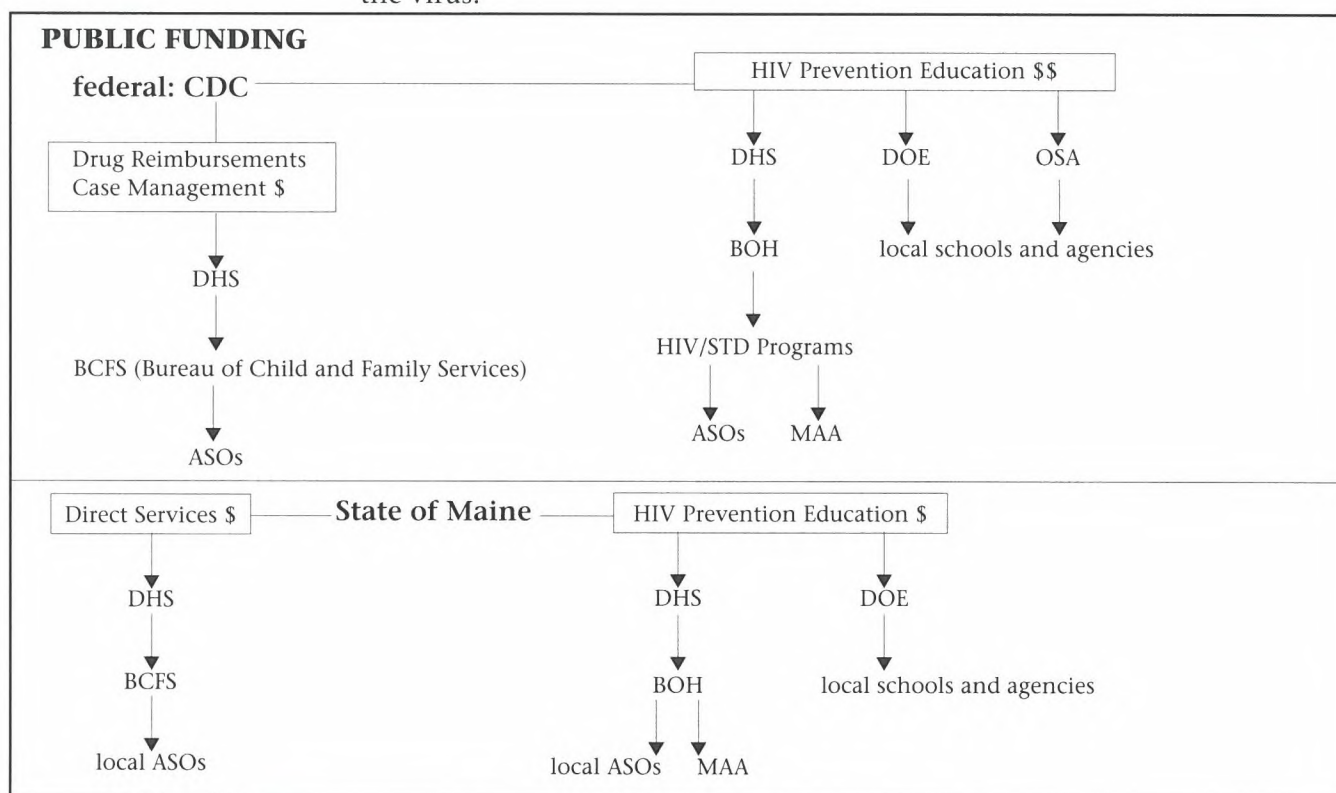 the virus.
PUBLIC FUNDING
federal: CDC
HIV Prevention Education $$
Drug Reimbursements
Case Management $
DHS
BCFS (Bureau of Child and Family Services)
ASOs
DHS DOE OSA
BOH local schools and agencies
HIV/STD Programs
ASOs MAA
Direct Services $ State of Maine HIV Prevention Education $
DHS
BCFS
local ASOs
DHS DOE
BOH local schools and agencies
local ASOs MAA